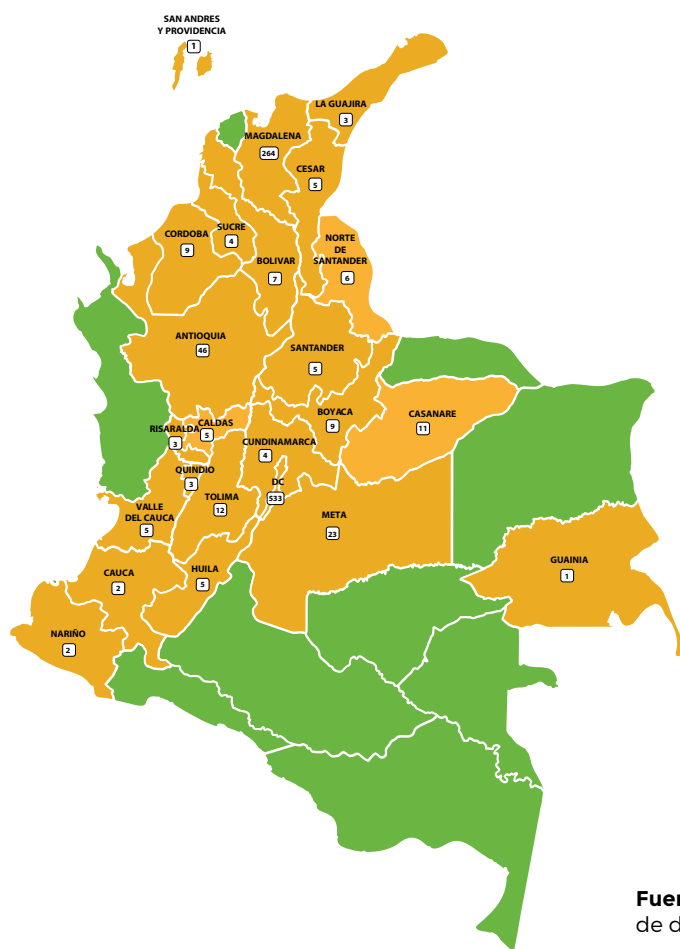 SAN ANDRES
Y PROVIDENCIA
1
LA GUAJIRA
3
MAGDALENA
264
CESAR
5
SUCRE
4
CORDOBA
9
NORTE
DE
SANTANDER
6
BOLIVAR
7
ANTIOQUIA
46
SANTANDER
5
BOYACA
9
CASANARE
11
CALDAS
5
RISARALDA
3
CUNDINAMARCA
4
QUINDIO
3
DC
533
TOLIMA
12
VALLE
DEL CAUCA
5
META
23
GUAINIA
1
HUILA
5
CAUCA
2
NARIÑO
2
Fuer
de d